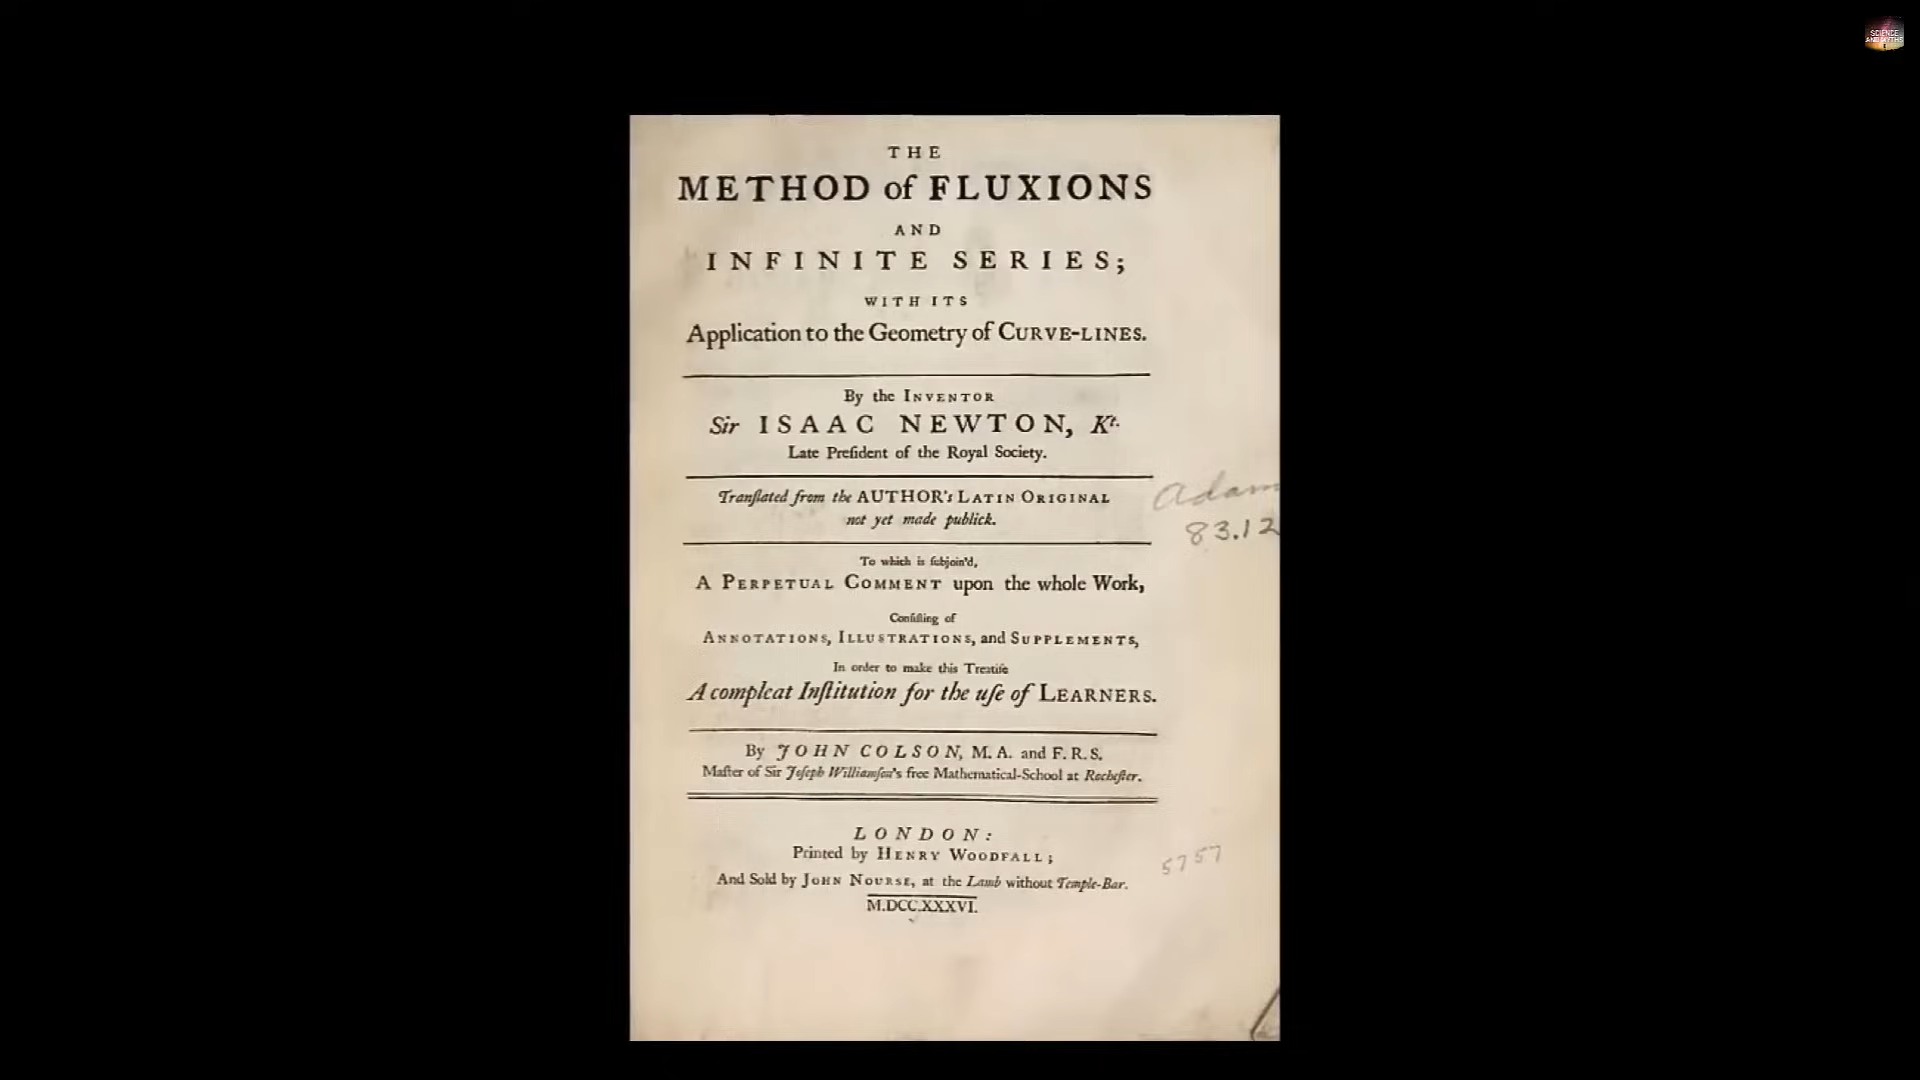 SCIENCE
AND MYTHS
THE
METHOD of FLUXIONS
AND
INFINITE SERIES;
WITH ITS
Application to the Geometry of CURVE-LINES.
By the INVENTOR
Sir ISAAC NEWTON, Kt.
Late Preſident of the Royal Society.
Tranſlated from the AUTHOR's LATIN ORIGINAL
not yet made publick.
To which is ſubjoin'd,
A PERPETUAL COMMENT upon the whole Work,
Conſiſting of
ANNOTATIONS, ILLUSTRATIONS, and SUPPLEMENTS,
In order to make this Treatiſe
A compleat Inſtitution for the uſe of LEARNERS.
By JOHN COLSON, M.A. and F.R.S.
Maſter of Sir Joſeph Williamſon's free Mathematical-School at Rocheſter.
LONDON:
Printed by HENRY WOODFALL;
And Sold by JOHN NOURSE, at the Lamb without Temple-Bar.
M.DCC.XXXVI.
Adam
83.12
5757